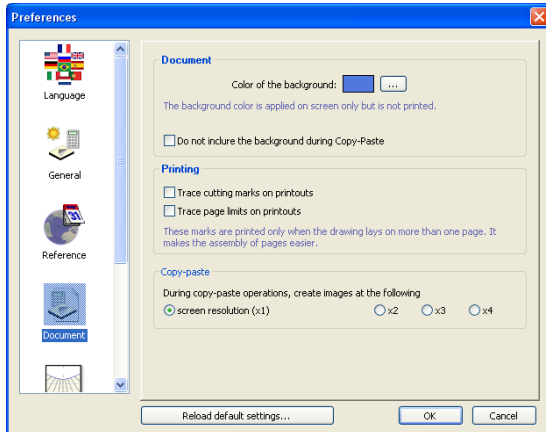 Preferences
Language
General
31
Reference
Document
Document
Color of the background:
...
The background color is applied on screen only but is not printed.
Do not inclure the background during Copy-Paste
Printing
Trace cutting marks on printouts
Trace page limits on printouts
These marks are printed only when the drawing lays on more than one page. It
makes the assembly of pages easier.
Copy-paste
During copy-paste operations, create images at the following
screen resolution (x1)
x2
x3
x4
Reload default settings...
OK
Cancel